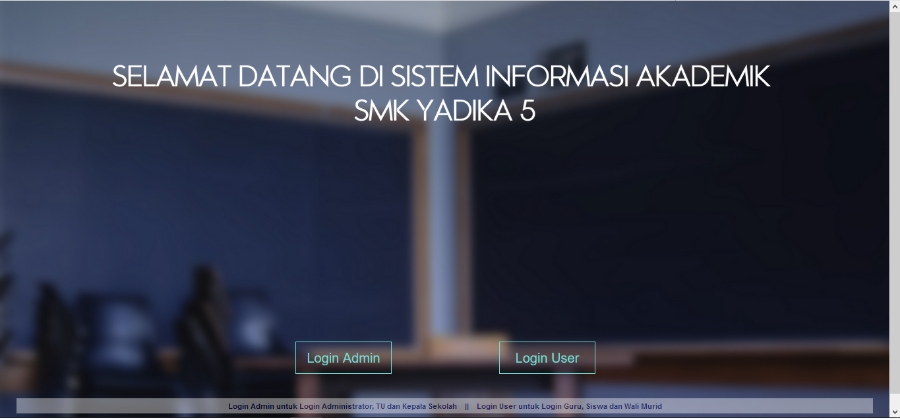 SELAMAT DATANG DI SISTEM INFORMASI AKADEMIK
SMK YADIKA 5
Login Admin
Login User
Login Admin untuk Login Administrator, TU dan Kepala Sekolah || Login User untuk Login Guru, Siswa dan Wali Murid